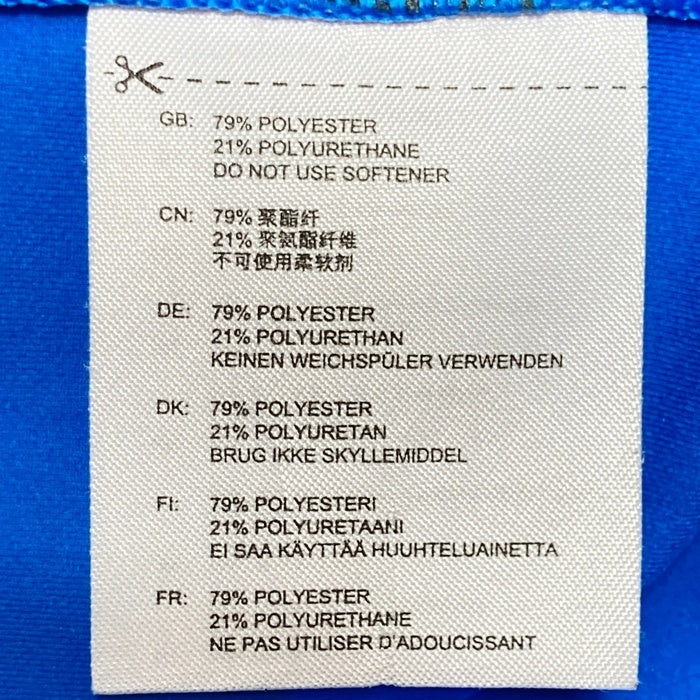 GB: 79% POLYESTER
21% POLYURETHANE
DO NOT USE SOFTENER
CN: 79% 聚酯纤
21% 聚氨酯纤维
不可使用柔软剂
DE: 79% POLYESTER
21% POLYURETHAN
KEINEN WEICHSPÜLER VERWENDEN
DK: 79% POLYESTER
21% POLYURETAN
BRUG IKKE SKYLLEMIDDEL
FI: 79% POLYESTERI
21% POLYURETAANI
EI SAA KÄYTTÄÄ HUUHTELUAINETTA
FR: 79% POLYESTER
21% POLYURETHANE
NE PAS UTILISER D'ADOUCISSANT